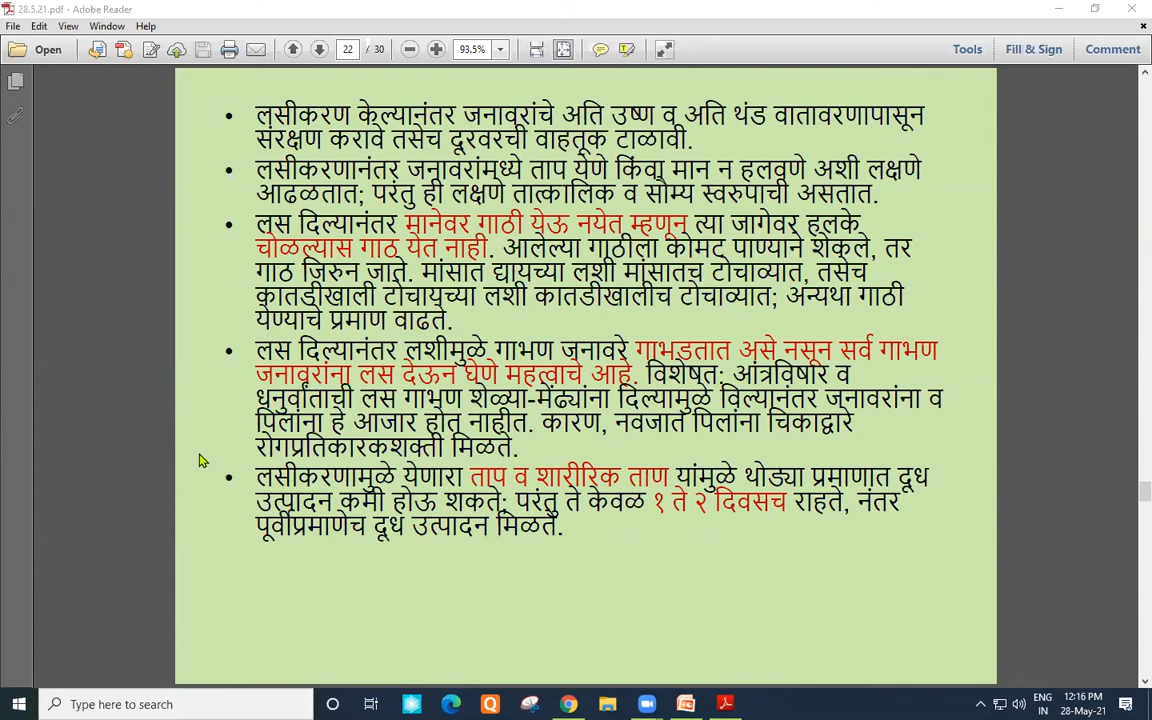 28.5.21.pdf - Adobe Reader
File Edit View Window Help
Open 22 / 30 93.5% Tools Fill & Sign Comment
• लसीकरण केल्यानंतर जनावरांचे अति उष्ण व अति थंड वातावरणापासून
संरक्षण करावे तसेच दूरवरची वाहतूक टाळावी.
• लसीकरणानंतर जनावरांमध्ये ताप येणे किंवा मान न हलवणे अशी लक्षणे
आढळतात; परंतु ही लक्षणे तात्कालिक व सौम्य स्वरुपाची असतात.
• लस दिल्यानंतर मानेवर गाठी येऊ नयेत म्हणून त्या जागेवर हलके
चोळल्यास गाठ येत नाही. आलेल्या गाठीला कोमट पाण्याने शेकले, तर
गाठ जिरुन जाते. मांसात द्यायच्या लशी मांसातच टोचाव्यात, तसेच
कातडीखाली टोचायच्या लशी कातडीखालीच टोचाव्यात; अन्यथा गाठी
येण्याचे प्रमाण वाढते.
• लस दिल्यानंतर लशीमुळे गाभण जनावरे गाभडतात असे नसून सर्व गाभण
जनावरांना लस देऊन घेणे महत्वाचे आहे. विशेषत: आंत्रविषार व
धनुर्वाताची लस गाभण शेळ्या-मेंढ्यांना दिल्यामुळे विल्यानंतर जनावरांना व
पिलांना हे आजार होत नाहीत. कारण, नवजात पिलांना चिकाद्वारे
रोगप्रतिकारकशक्ती मिळते.
• लसीकरणामुळे येणारा ताप व शारीरिक ताण यांमुळे थोड्या प्रमाणात दूध
उत्पादन कमी होऊ शकते; परंतु ते केवळ १ ते २ दिवसच राहते, नंतर
पूर्वीप्रमाणेच दूध उत्पादन मिळते.
Type here to search
ENG 12:16 PM
IN 28-May-21